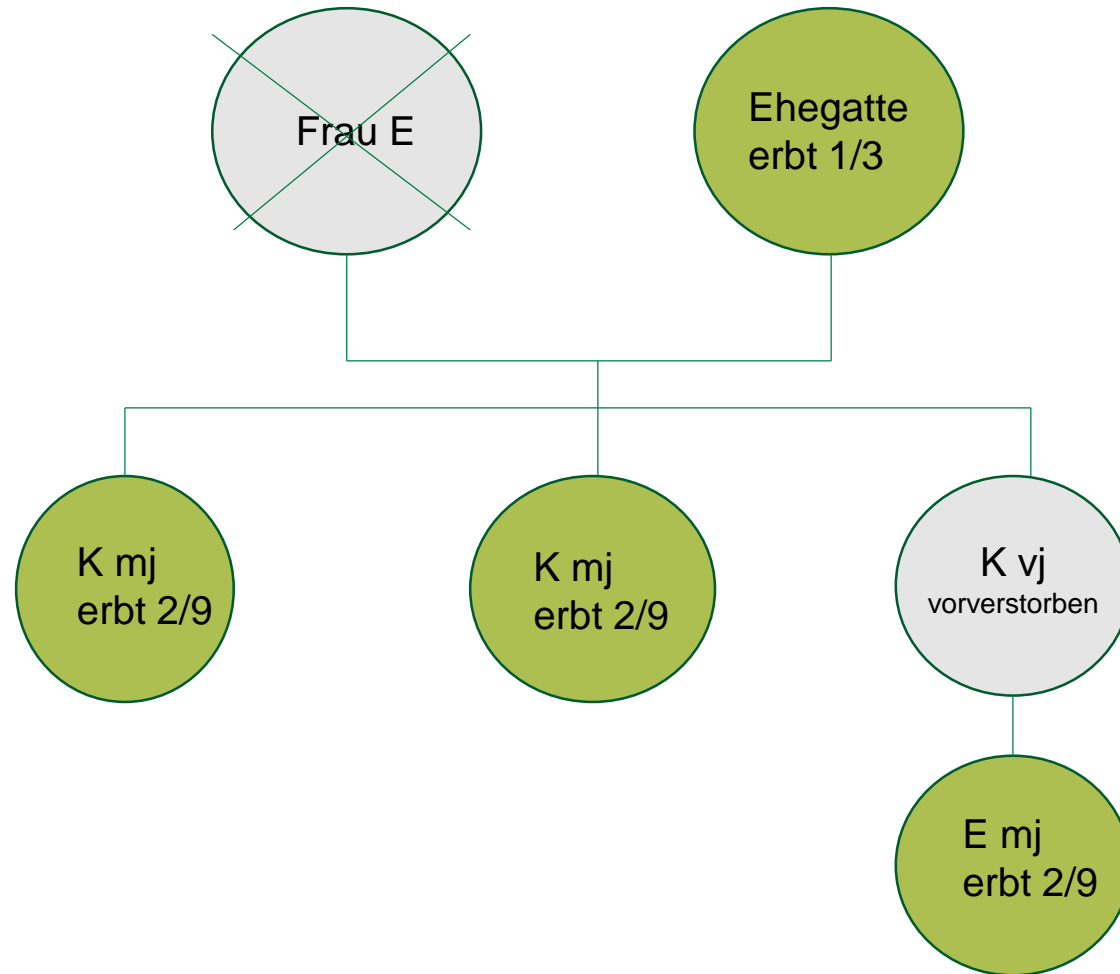 Frau E
Ehegatte
erbt 1/3
K mj
erbt 2/9
K mj
erbt 2/9
K vj
vorverstorben
E mj
erbt 2/9